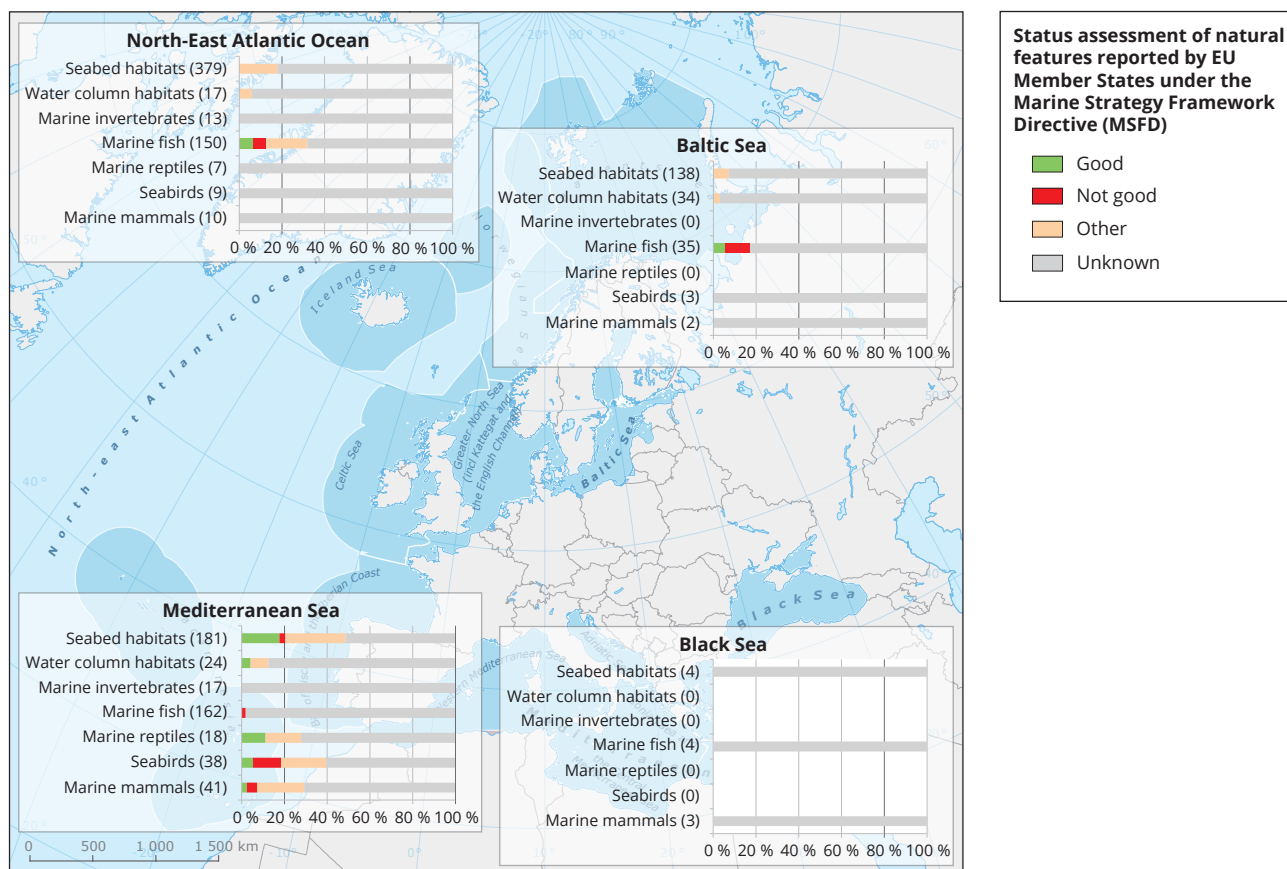 North-East Atlantic Ocean
Seabed habitats (379)
Water column habitats (17)
Marine invertebrates (13)
Marine fish (150)
Marine reptiles (7)
Seabirds (9)
Marine mammals (10)
0 % 20 % 40 % 60 % 80 % 100 %
Baltic Sea
Seabed habitats (138)
Water column habitats (34)
Marine invertebrates (0)
Marine fish (35)
Marine reptiles (0)
Seabirds (3)
Marine mammals (2)
0 % 20 % 40 % 60 % 80 % 100 %
Status assessment of natural
features reported by EU
Member States under the
Marine Strategy Framework
Directive (MSFD)
Good
Not good
Other
Unknown
Iceland Sea
Norwegian Sea
North-east Atlantic Ocean
Celtic Sea
Greater North Sea
(incl Kattegat and
the English Channel)
Baltic Sea
Black Sea
Mediterranean Sea
Seabed habitats (181)
Water column habitats (24)
Marine invertebrates (17)
Marine fish (162)
Marine reptiles (18)
Seabirds (38)
Marine mammals (41)
0 % 20 % 40 % 60 % 80 % 100 %
Black Sea
Seabed habitats (4)
Water column habitats (0)
Marine invertebrates (0)
Marine fish (4)
Marine reptiles (0)
Seabirds (0)
Marine mammals (3)
0 % 20 % 40 % 60 % 80 % 100 %
0 500 1 000 1 500 km